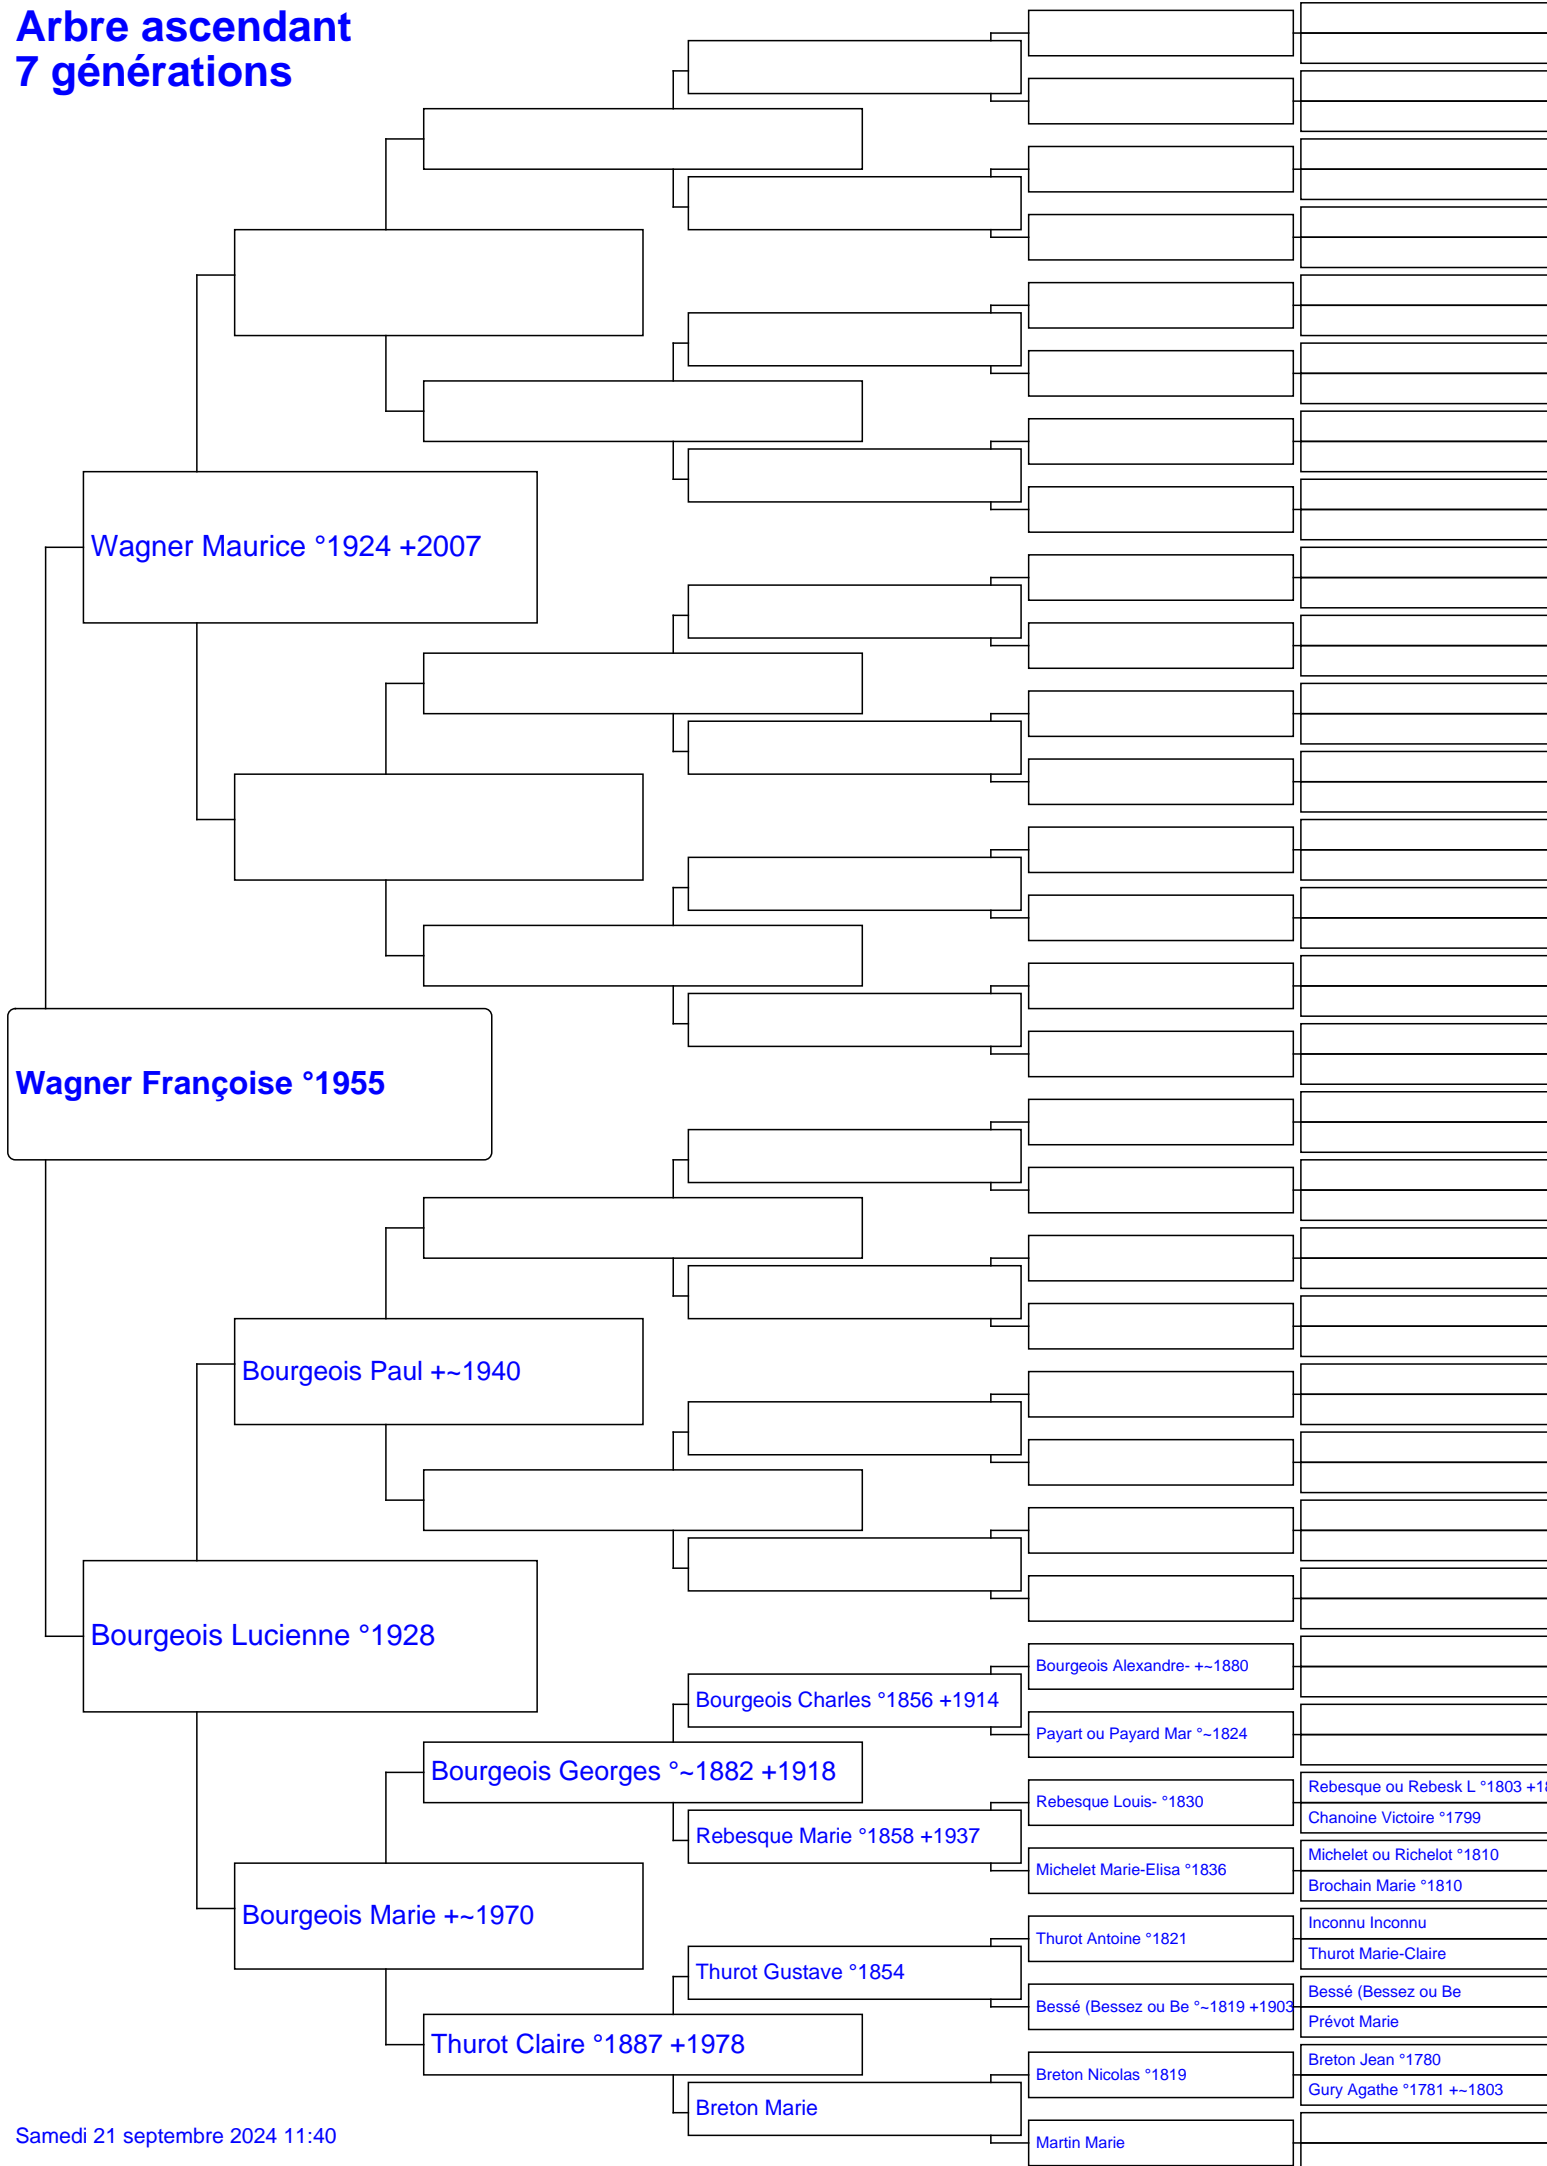 Arbre ascendant
7 générations
Wagner Maurice °1924 +2007
Wagner Françoise °1955
Bourgeois Paul +~1940
Bourgeois Lucienne °1928
Bourgeois Alexandre- +~1880
Bourgeois Charles °1856 +1914
Payart ou Payard Mar °~1824
Bourgeois Georges °~1882 +1918
Rebesque ou Rebesk L °1803 +18
Rebesque Louis- °1830
Chanoine Victoire °1799
Rebesque Marie °1858 +1937
Michelet ou Richelot °1810
Michelet Marie-Elisa °1836
Brochain Marie °1810
Bourgeois Marie +~1970
Inconnu Inconnu
Thurot Antoine °1821
Thurot Marie-Claire
Thurot Gustave °1854
Bessé (Bessez ou Be
Bessé (Bessez ou Be °~1819 +1903
Prévot Marie
Thurot Claire °1887 +1978
Breton Jean °1780
Breton Nicolas °1819
Gury Agathe °1781 +~1803
Breton Marie
Martin Marie
Samedi 21 septembre 2024 11:40